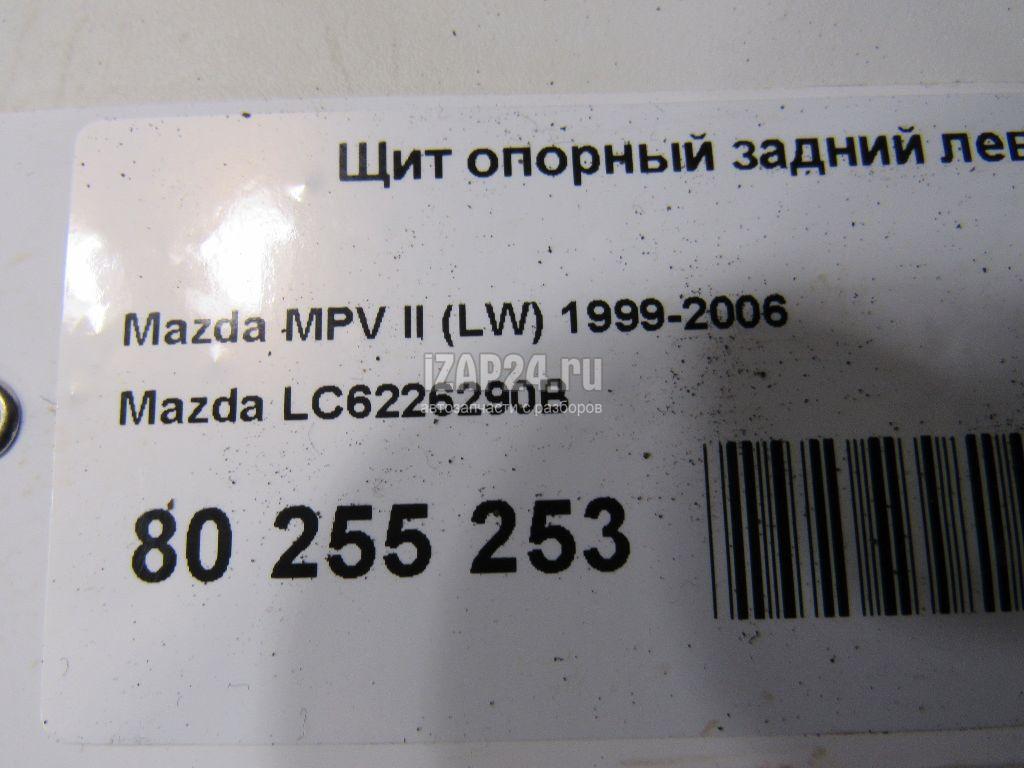 Щит опорный задний лев
Mazda MPV II (LW) 1999-2006
iZAP24.ru
Mazda LC6226290B
автозапчасти с разборов
80 255 253